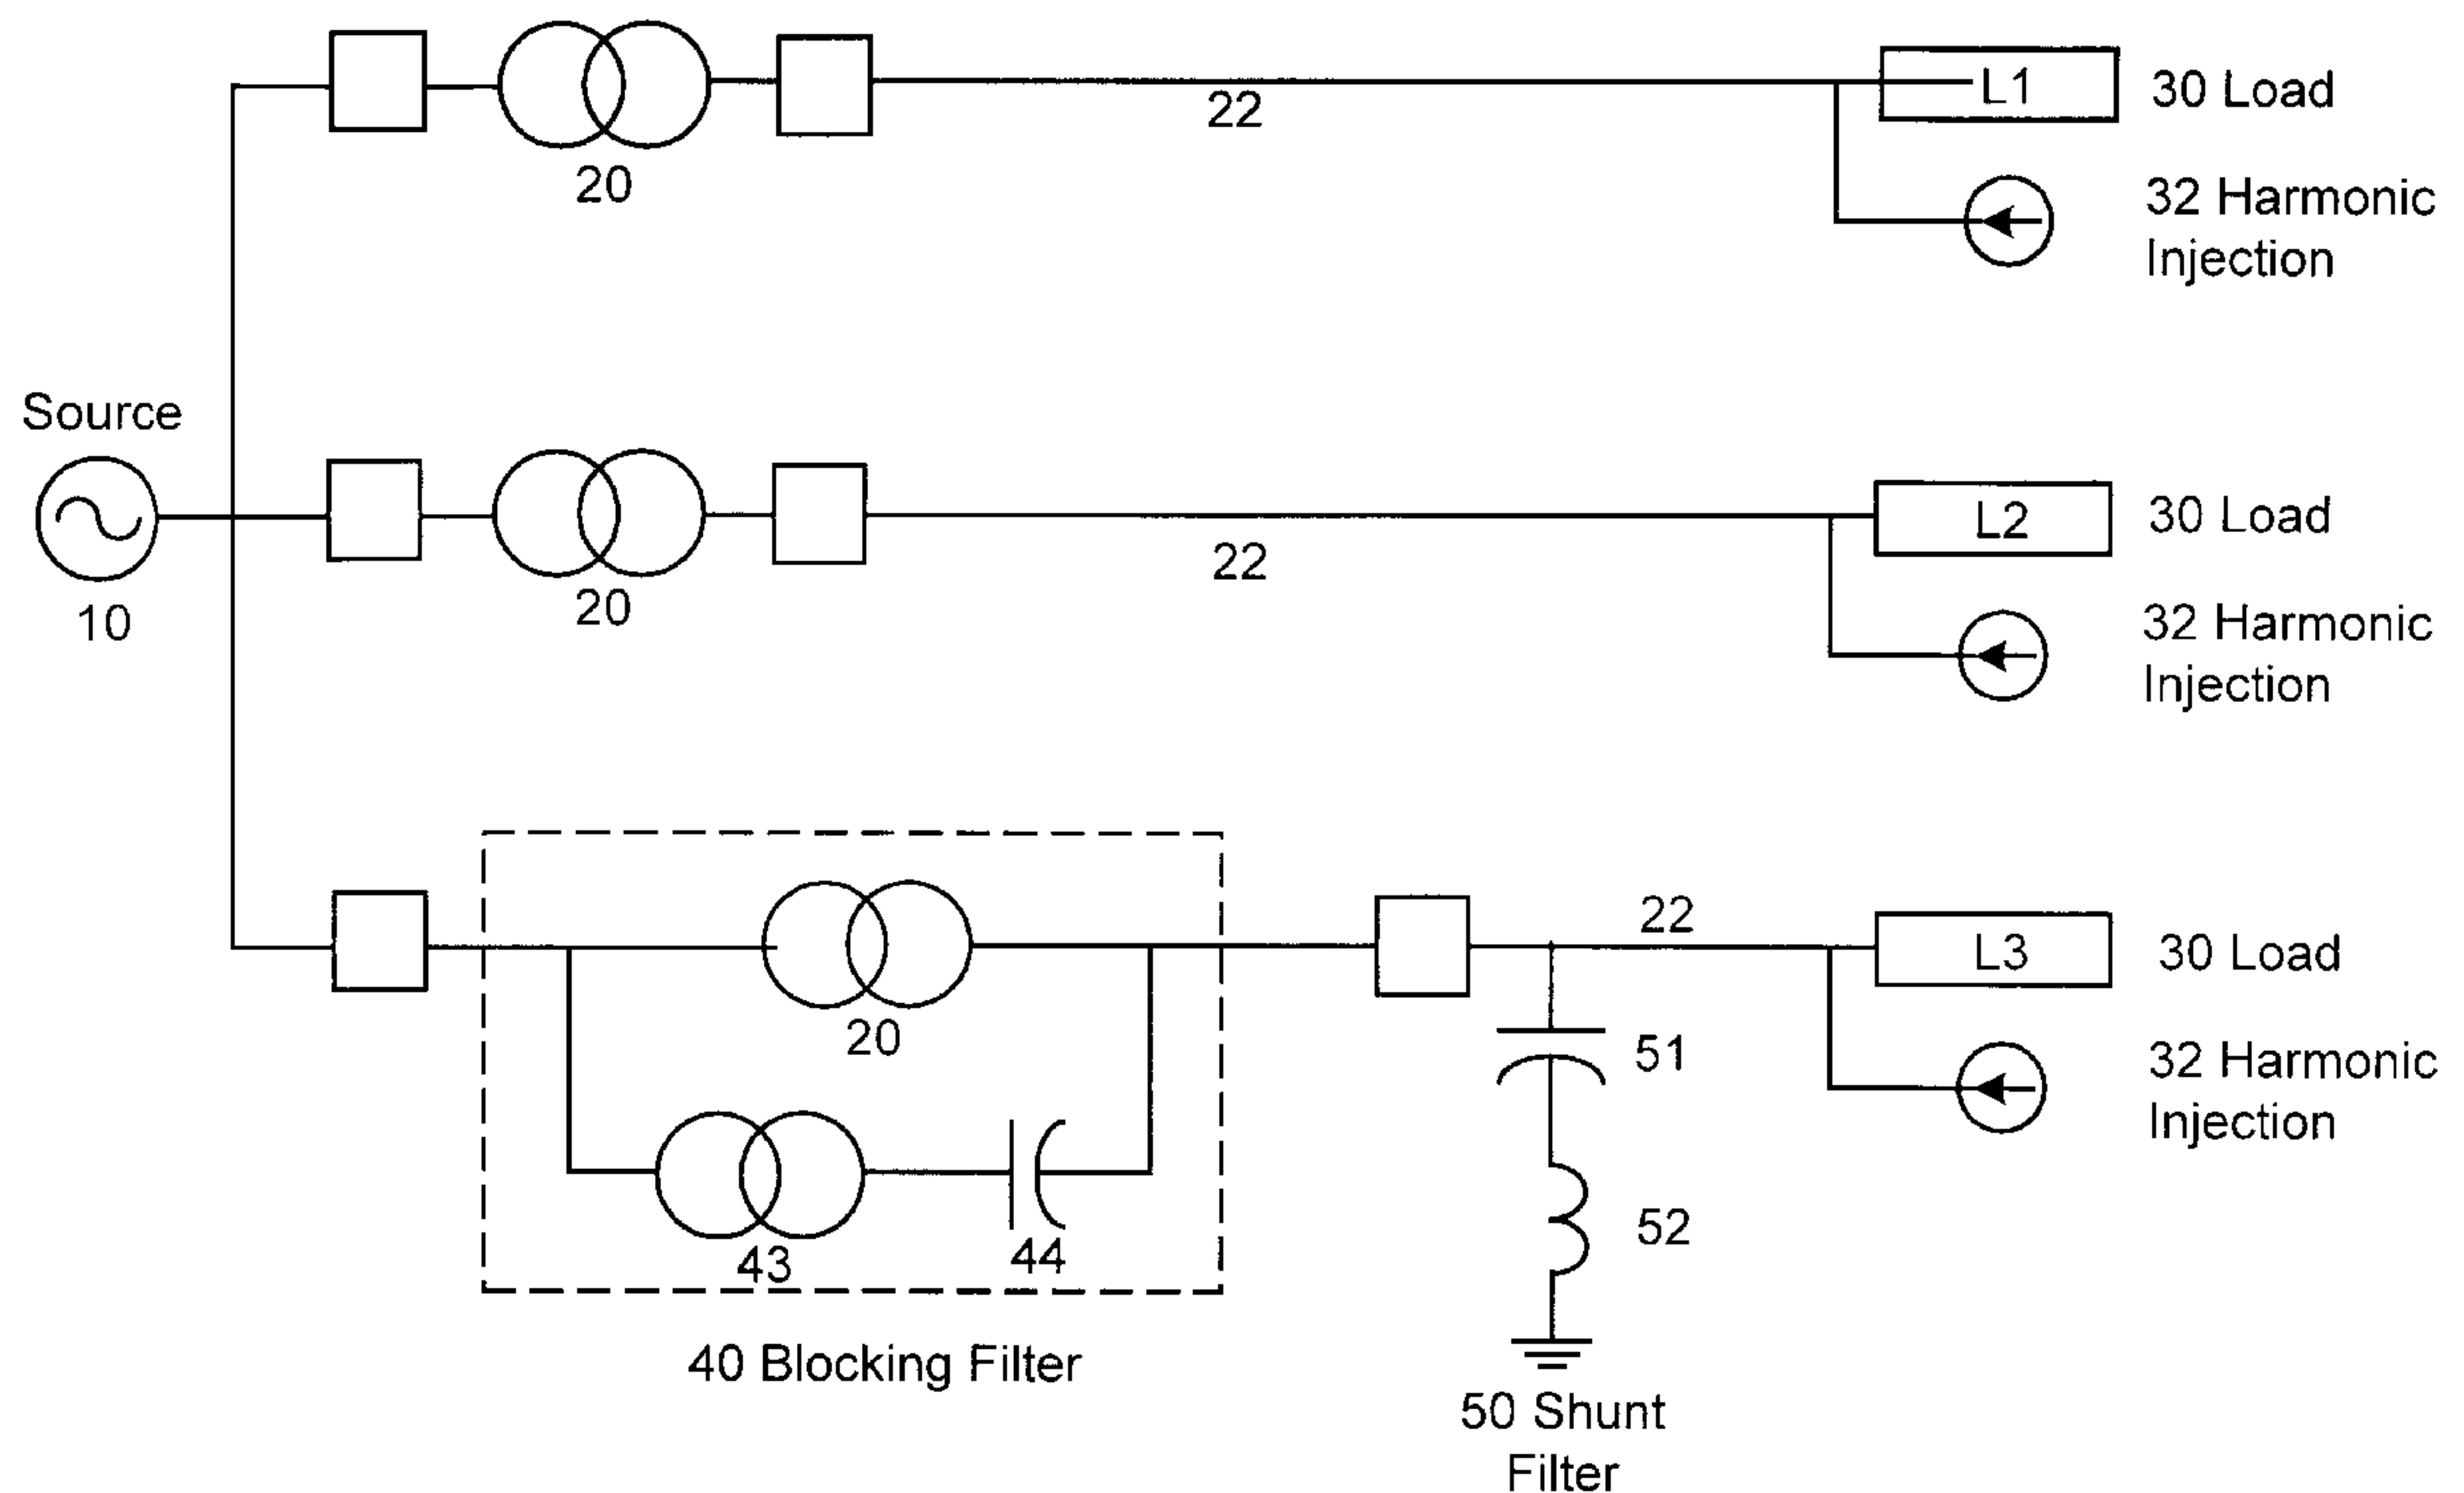 L1
30 Load
22
20
32 Harmonic
Injection
Source
10
L2
30 Load
22
20
32 Harmonic
Injection
22
L3
30 Load
20
51
32 Harmonic
Injection
43
44
52
40 Blocking Filter
50 Shunt
Filter